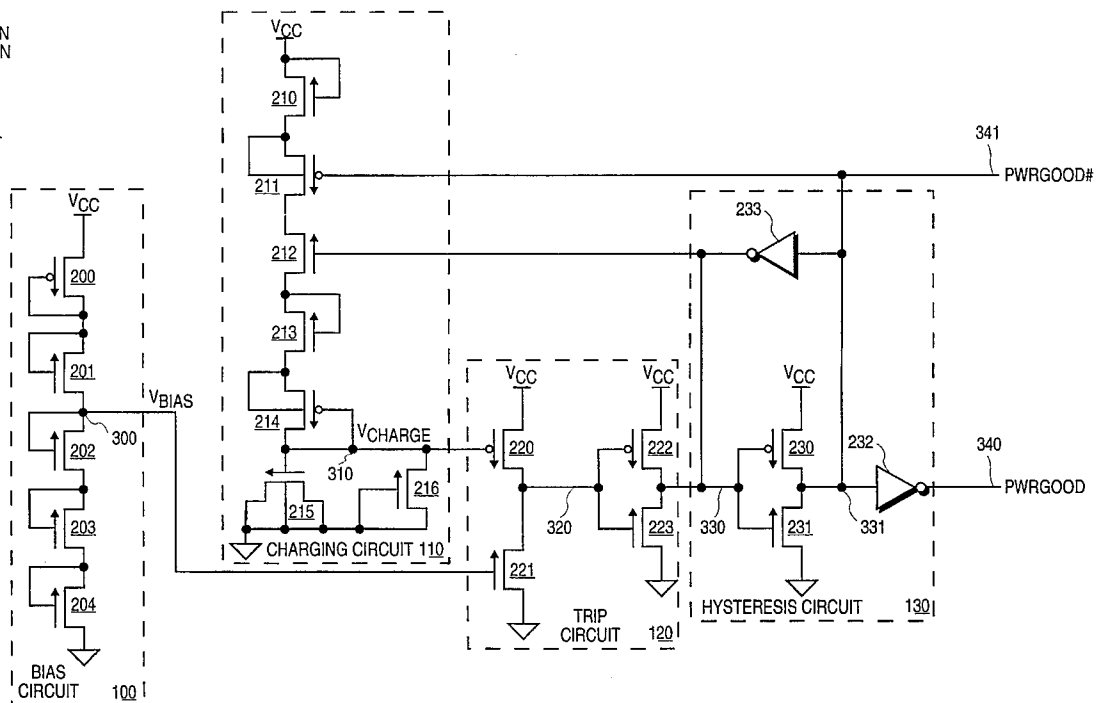 N
N
VCC
210
211
212
213
214
VCHARGE
310
215
216
CHARGING CIRCUIT 110
VCC
200
201
VBIAS
300
202
203
204
BIAS
CIRCUIT 100
VCC
220
221
320
VCC
222
223
TRIP
CIRCUIT 120
341
PWRGOOD#
233
VCC
230
231
232
330
331
340
PWRGOOD
HYSTERESIS CIRCUIT 130